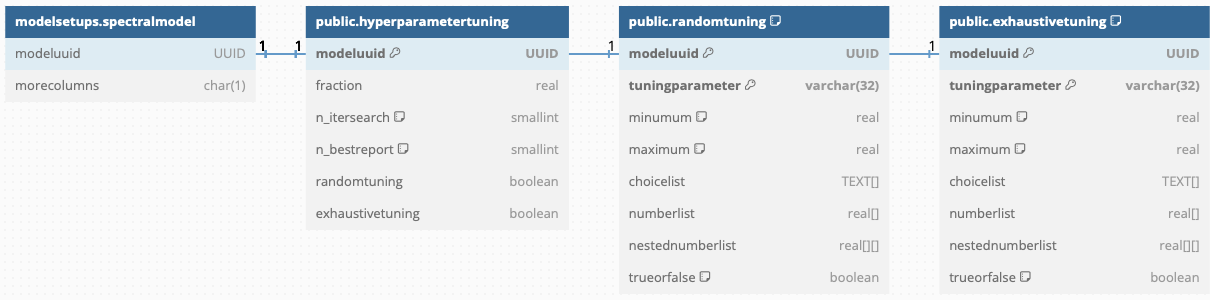 modelsetups.spectralmodel
modeluuid UUID
morecolumns char(1)
1 1
public.hyperparametertuning
modeluuid UUID
fraction real
n_itersearch smallint
n_bestreport smallint
randomtuning boolean
exhaustivetuning boolean
1
public.randomtuning
modeluuid UUID
tuningparameter varchar(32)
minumum real
maximum real
choicelist TEXT[]
numberlist real[]
nestednumberlist real[][]
trueorfalse boolean
1
public.exhaustivetuning
modeluuid UUID
tuningparameter varchar(32)
minumum real
maximum real
choicelist TEXT[]
numberlist real[]
nestednumberlist real[][]
trueorfalse boolean